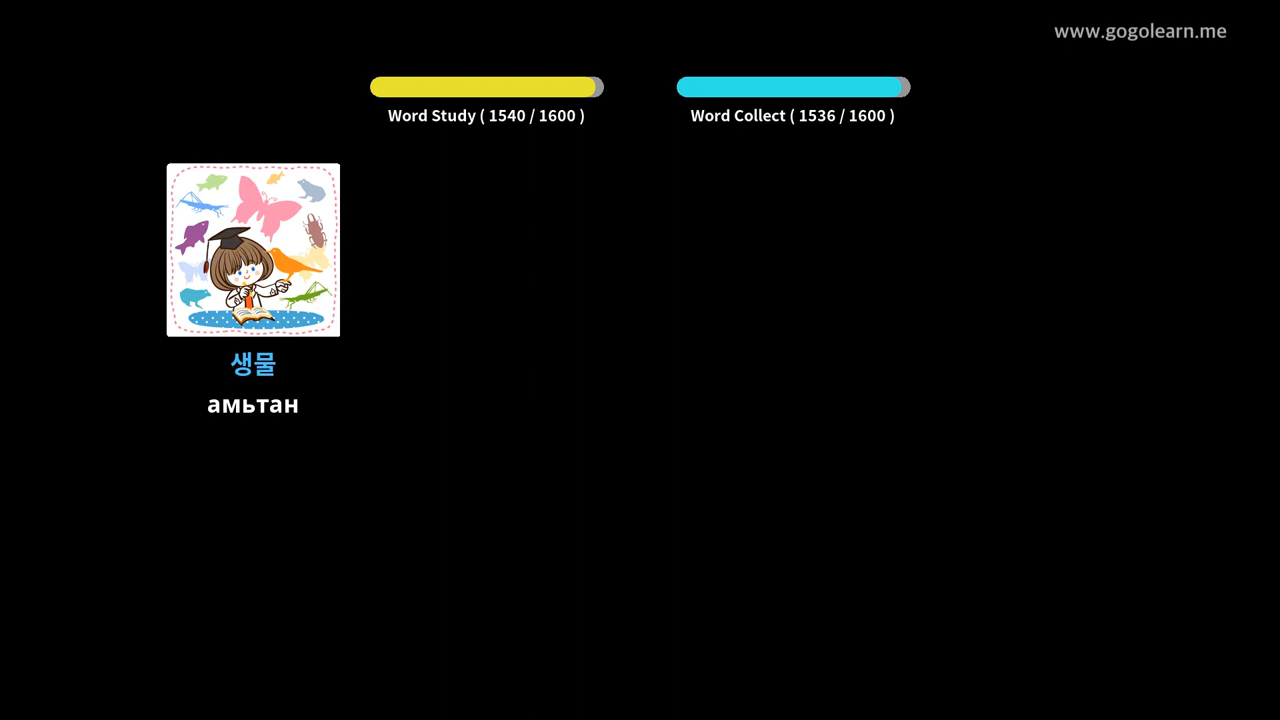 www.gogolearn.me
Word Study ( 1540 / 1600 )
Word Collect ( 1536 / 1600 )
생물
амьтан